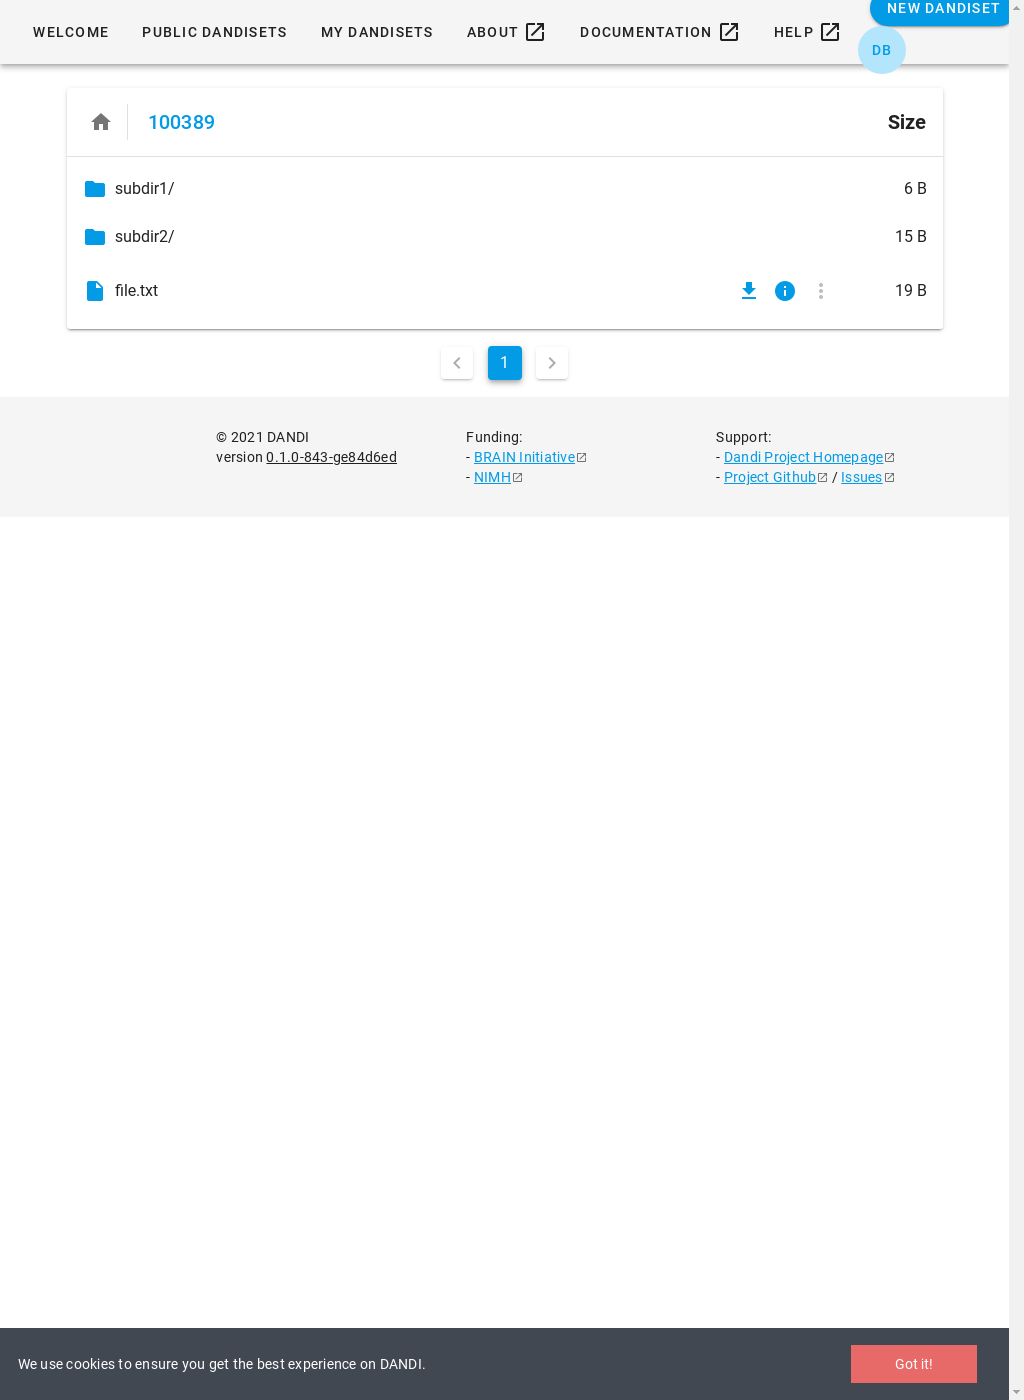 WELCOME PUBLIC DANDISETS MY DANDISETS ABOUT DOCUMENTATION HELP NEW DANDISET
DB
100389 Size
subdir1/ 6 B
subdir2/ 15 B
file.txt 19 B
1
© 2021 DANDI
version 0.1.0-843-ge84d6ed
Funding:
- BRAIN Initiative
- NIMH
Support:
- Dandi Project Homepage
- Project Github / Issues
We use cookies to ensure you get the best experience on DANDI. Got it!